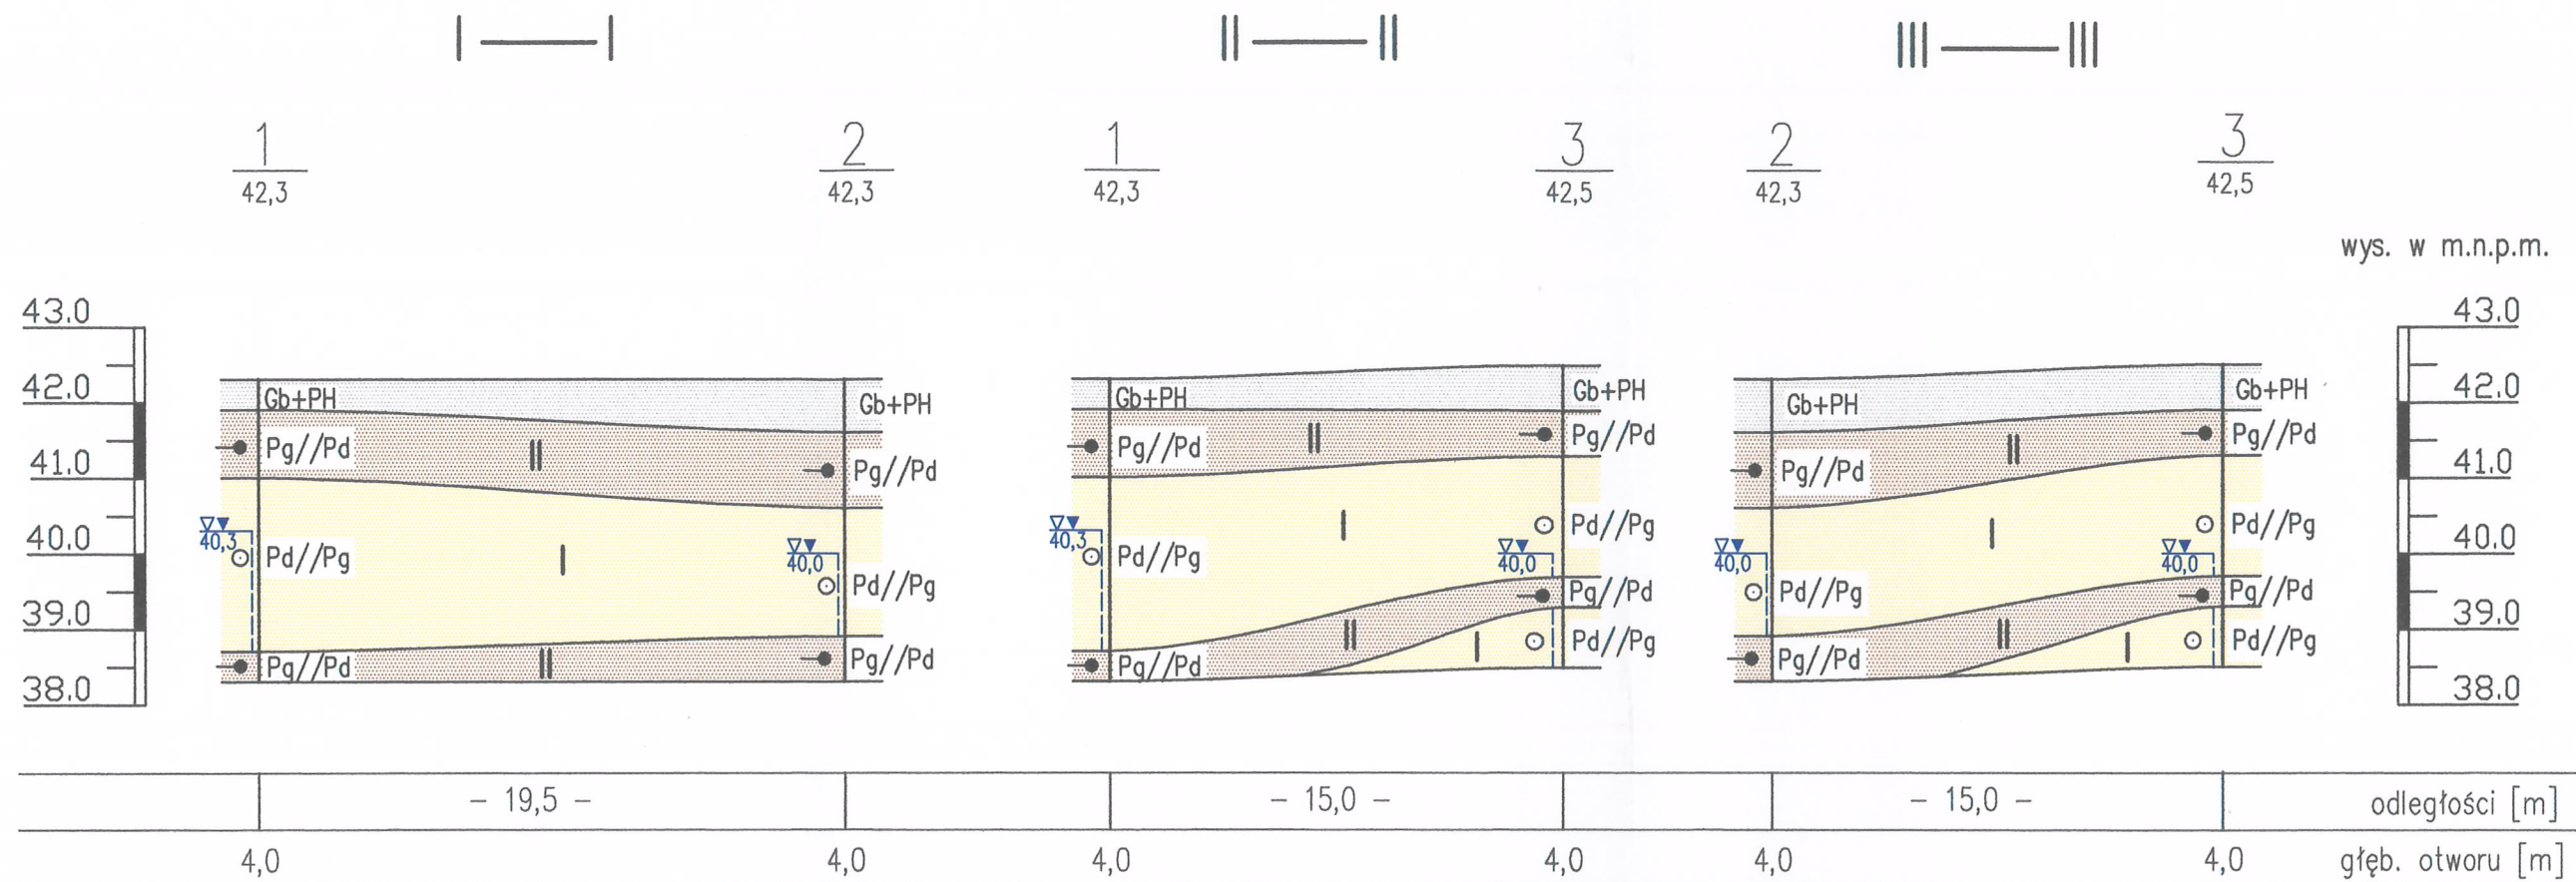 I — I II — II III — III
1 2 1 3 2 3
42,3 42,3 42,3 42,5 42,3 42,5
wys. w m.n.p.m.
43.0 43.0
Gb+PH Gb+PH Gb+PH Gb+PH Gb+PH Gb+PH
42.0 42.0
Pg//Pd II Pg//Pd Pg//Pd II Pg//Pd Pg//Pd II Pg//Pd
41.0 41.0
40,3 40,0 40,3 40,0 40,0 40,0
40.0 40.0
Pd//Pg I Pd//Pg Pd//Pg I Pd//Pg Pd//Pg I Pd//Pg
Pg//Pd Pg//Pd
39.0 39.0
Pg//Pd II Pg//Pd Pg//Pd II I Pd//Pg Pg//Pd II I Pd//Pg
38.0 38.0
– 19,5 – – 15,0 – – 15,0 – odległości [m]
4,0 4,0 4,0 4,0 4,0 4,0 głęb. otworu [m]